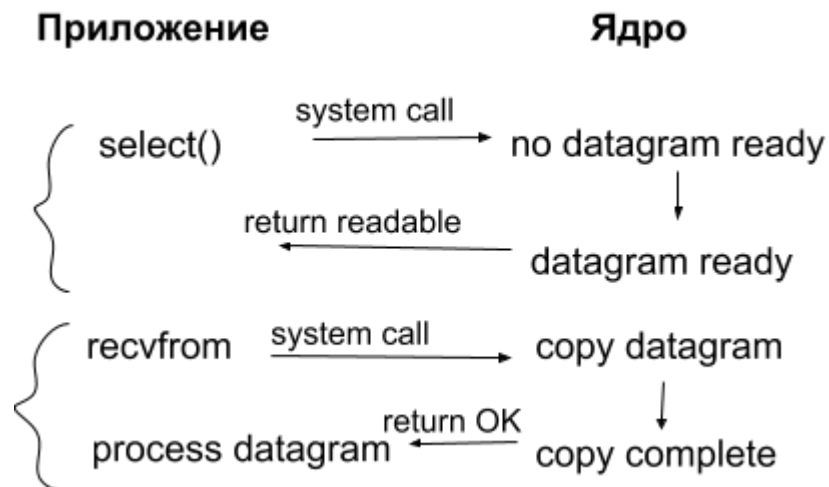 Приложение
Ядро
system call
select()
no datagram ready
return readable
datagram ready
recvfrom
system call
copy datagram
return OK
process datagram
copy complete